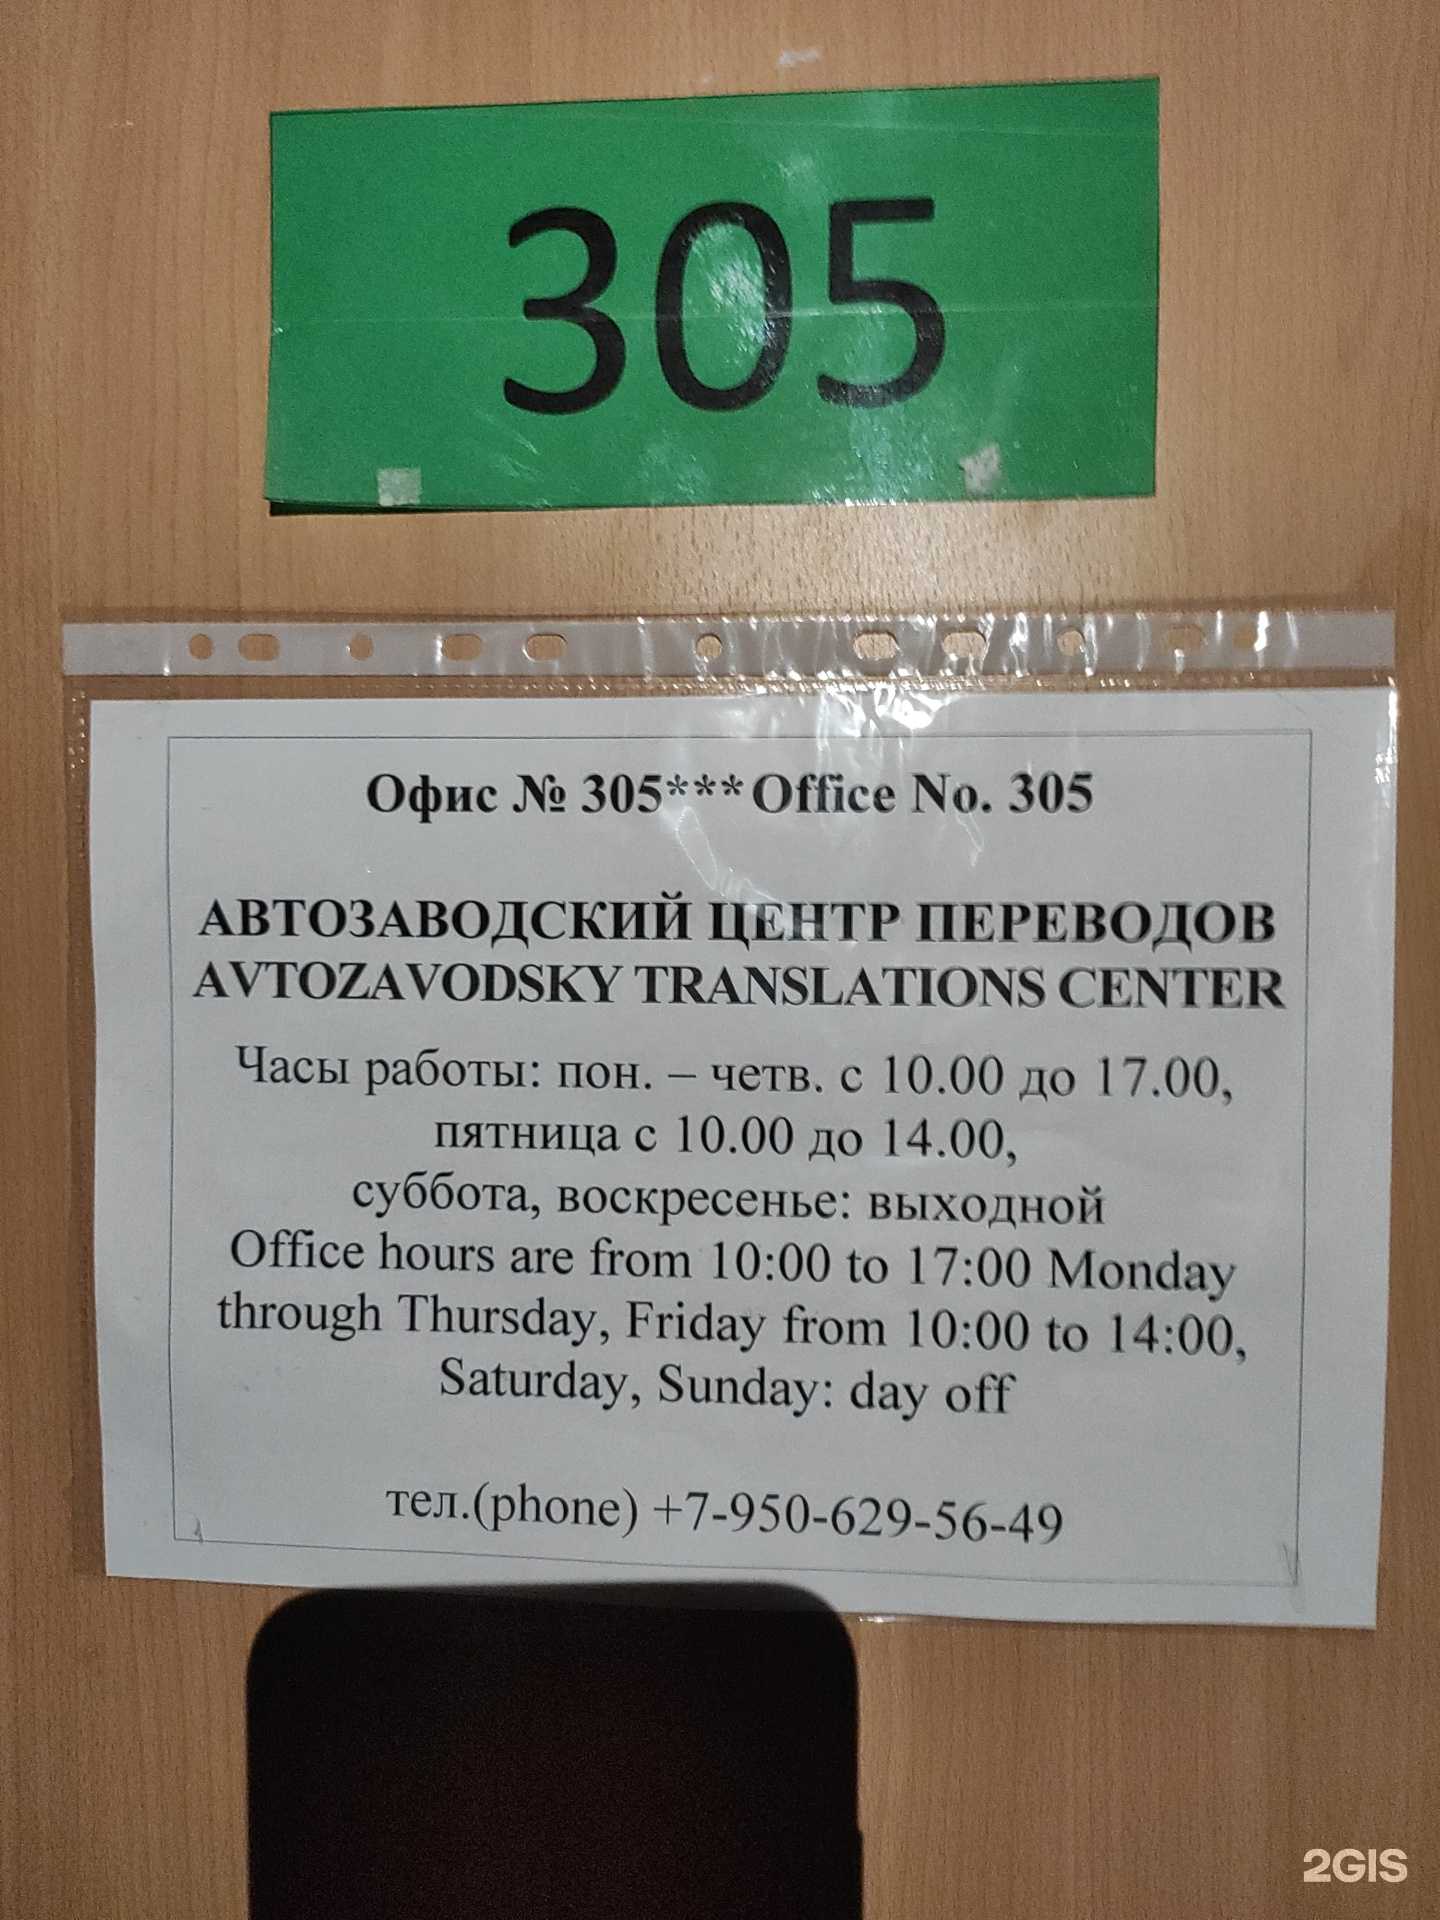 305
Офис № 305***Office No. 305
АВТОЗАВОДСКИЙ ЦЕНТР ПЕРЕВОДОВ
AVTOZAVODSKY TRANSLATIONS CENTER
Часы работы: пон. – четв. с 10.00 до 17.00,
пятница с 10.00 до 14.00,
суббота, воскресенье: выходной
Office hours are from 10:00 to 17:00 Monday
through Thursday, Friday from 10:00 to 14:00,
Saturday, Sunday: day off
тел.(phone) +7-950-629-56-49
2GIS